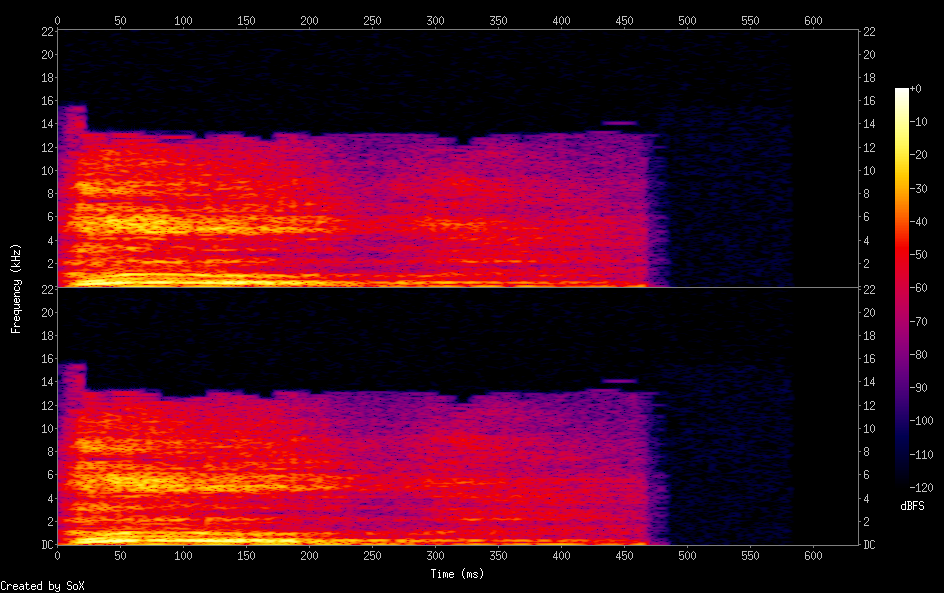 0 50 100 150 200 250 300 350 400 450 500 550 600
22 22
20 20
18 18
16 16
14 14 +0
12 12 -10
10 10 -20
8 8 -30
6 6 -40
4 4 -50
2 2 -60
22 22
20 20 -70
18 18 -80
16 16 -90
14 14 -100
12 12 -110
10 10 -120
8 8 dBFS
6 6
4 4
2 2
DC DC
Frequency (kHz)
0 50 100 150 200 250 300 350 400 450 500 550 600
Time (ms)
Created by SoX